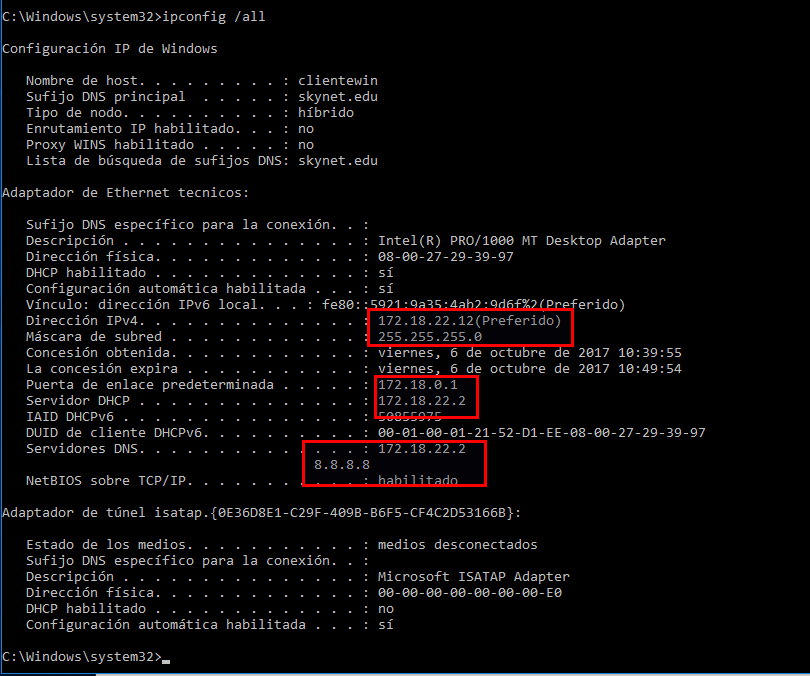 C:\Windows\system32>ipconfig /all
Configuración IP de Windows
Nombre de host. . . . . . . . . : clientewin
Sufijo DNS principal  . . . . . : skynet.edu
Tipo de nodo. . . . . . . . . . : híbrido
Enrutamiento IP habilitado. . . : no
Proxy WINS habilitado . . . . . : no
Lista de búsqueda de sufijos DNS: skynet.edu
Adaptador de Ethernet tecnicos:
Sufijo DNS específico para la conexión. . :
Descripción . . . . . . . . . . . . . . . : Intel(R) PRO/1000 MT Desktop Adapter
Dirección física. . . . . . . . . . . . . : 08-00-27-29-39-97
DHCP habilitado . . . . . . . . . . . . . : sí
Configuración automática habilitada . . . : sí
Vínculo: dirección IPv6 local. . . : fe80::5921:9a35:4ab2:9d6f%2(Preferido)
Dirección IPv4. . . . . . . . . . . . . . : 172.18.22.12(Preferido)
Máscara de subred . . . . . . . . . . . . : 255.255.255.0
Concesión obtenida. . . . . . . . . . . . : viernes, 6 de octubre de 2017 10:39:55
La concesión expira . . . . . . . . . . . : viernes, 6 de octubre de 2017 10:49:54
Puerta de enlace predeterminada . . . . . : 172.18.0.1
Servidor DHCP . . . . . . . . . . . . . . : 172.18.22.2
IAID DHCPv6 . . . . . . . . . . . . . . . : 50855975
DUID de cliente DHCPv6. . . . . . . . . . : 00-01-00-01-21-52-D1-EE-08-00-27-29-39-97
Servidores DNS. . . . . . . . . . . . . . : 172.18.22.2
8.8.8.8
NetBIOS sobre TCP/IP. . . . . . . . . . . : habilitado
Adaptador de túnel isatap.{0E36D8E1-C29F-409B-B6F5-CF4C2D53166B}:
Estado de los medios. . . . . . . . . . . : medios desconectados
Sufijo DNS específico para la conexión. . :
Descripción . . . . . . . . . . . . . . . : Microsoft ISATAP Adapter
Dirección física. . . . . . . . . . . . . : 00-00-00-00-00-00-00-E0
DHCP habilitado . . . . . . . . . . . . . : no
Configuración automática habilitada . . . : sí
C:\Windows\system32>